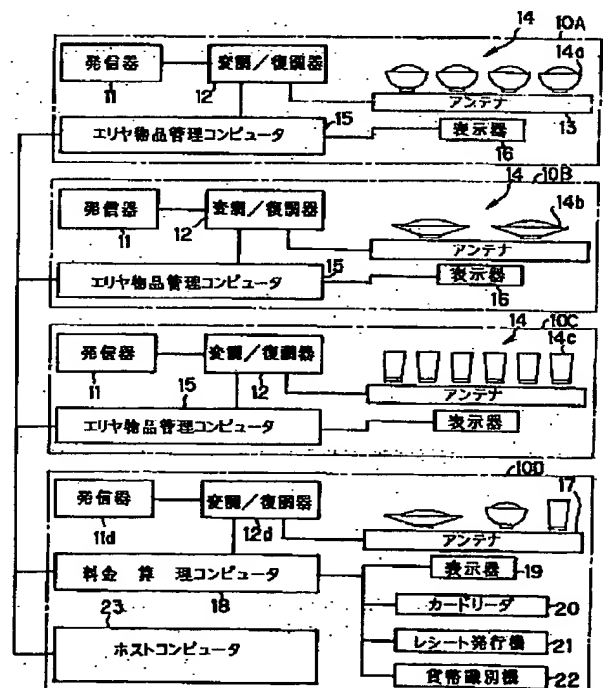 14 10A
14a
発信器 変調/復調器
11 12
アンテナ
15 13
エリヤ物品管理コンピュータ 表示器
16
10B
14
14b
発信器 変調/復調器
12
11 アンテナ
15
エリヤ物品管理コンピュータ 表示器
16
14 10C
14c
発信器 変調/復調器
15
11 12 アンテナ
エリヤ物品管理コンピュータ 表示器
10D
17
発信器 変調/復調器
11d 12d アンテナ
料金 算 理コンピュータ 表示器 19
18 カードリーダ 20
23
ホストコンピュータ レシート発行機 21
貨幣識別機 22